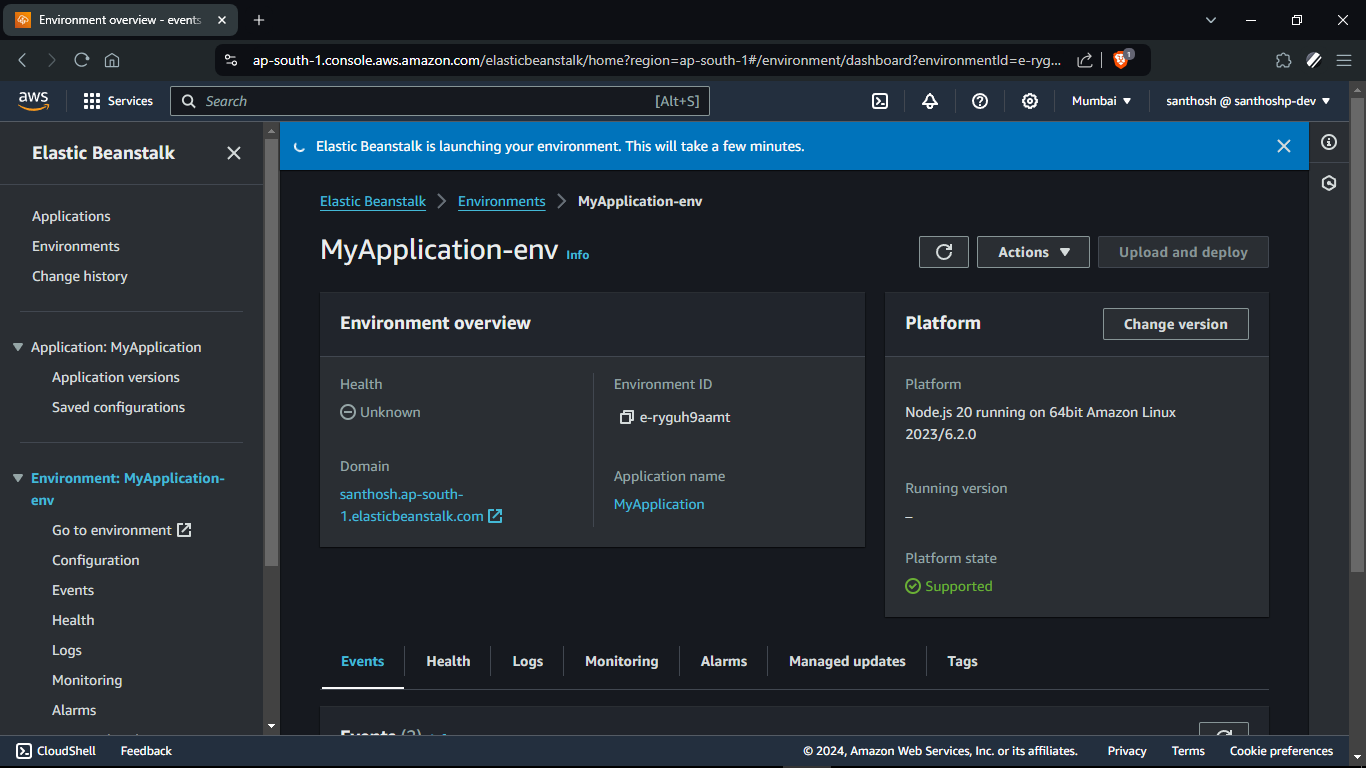 Environment overview - events
ap-south-1.console.aws.amazon.com/elasticbeanstalk/home?region=ap-south-1#/environment/dashboard?environmentId=e-ryg...
1
aws
Services
Search
[Alt+S]
Mumbai
santhosh @ santhoshp-dev
Elastic Beanstalk
Applications
Environments
Change history
Application: MyApplication
Application versions
Saved configurations
Environment: MyApplication-
env
Go to environment
Configuration
Events
Health
Logs
Monitoring
Alarms
Elastic Beanstalk is launching your environment. This will take a few minutes.
Elastic Beanstalk
Environments
MyApplication-env
MyApplication-env Info
Actions
Upload and deploy
Environment overview
Health
Unknown
Domain
santhosh.ap-south-
1.elasticbeanstalk.com
Environment ID
e-ryguh9aamt
Application name
MyApplication
Platform
Change version
Platform
Node.js 20 running on 64bit Amazon Linux
2023/6.2.0
Running version
–
Platform state
Supported
Events
Health
Logs
Monitoring
Alarms
Managed updates
Tags
Events
CloudShell
Feedback
© 2024, Amazon Web Services, Inc. or its affiliates.
Privacy
Terms
Cookie preferences